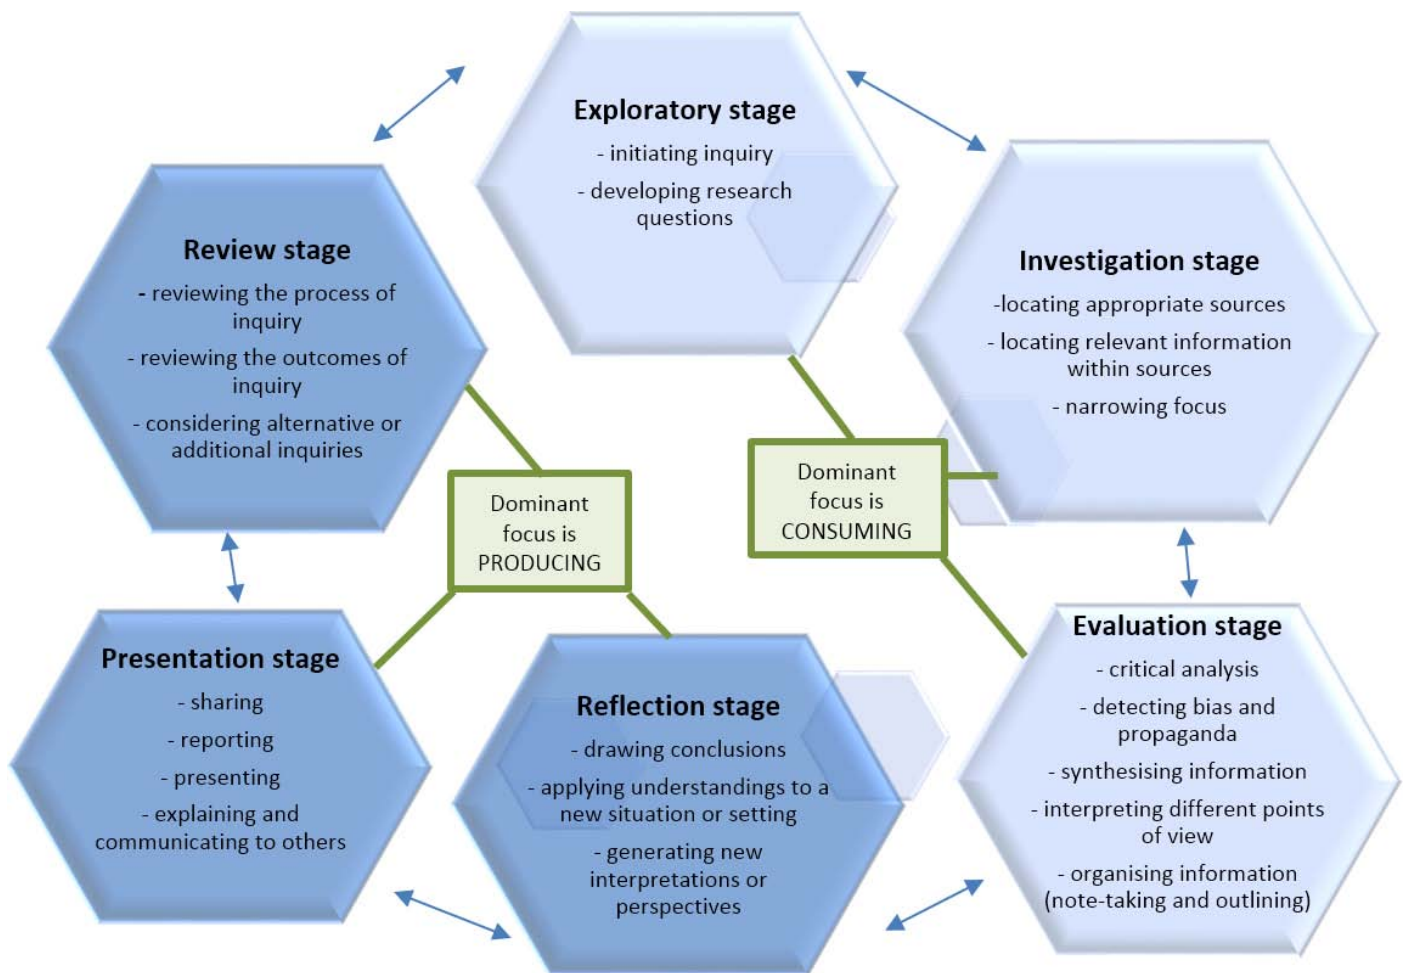 Exploratory stage
- initiating inquiry
- developing research
questions
Investigation stage
-locating appropriate sources
- locating relevant information
within sources
- narrowing focus
Evaluation stage
- critical analysis
- detecting bias and
propaganda
- synthesising information
- interpreting different points
of view
- organising information
(note-taking and outlining)
Reflection stage
- drawing conclusions
- applying understandings to a
new situation or setting
- generating new
interpretations or
perspectives
Presentation stage
- sharing
- reporting
- presenting
- explaining and
communicating to others
Review stage
- reviewing the process of
inquiry
- reviewing the outcomes of
inquiry
- considering alternative or
additional inquiries
Dominant
focus is
PRODUCING
Dominant
focus is
CONSUMING